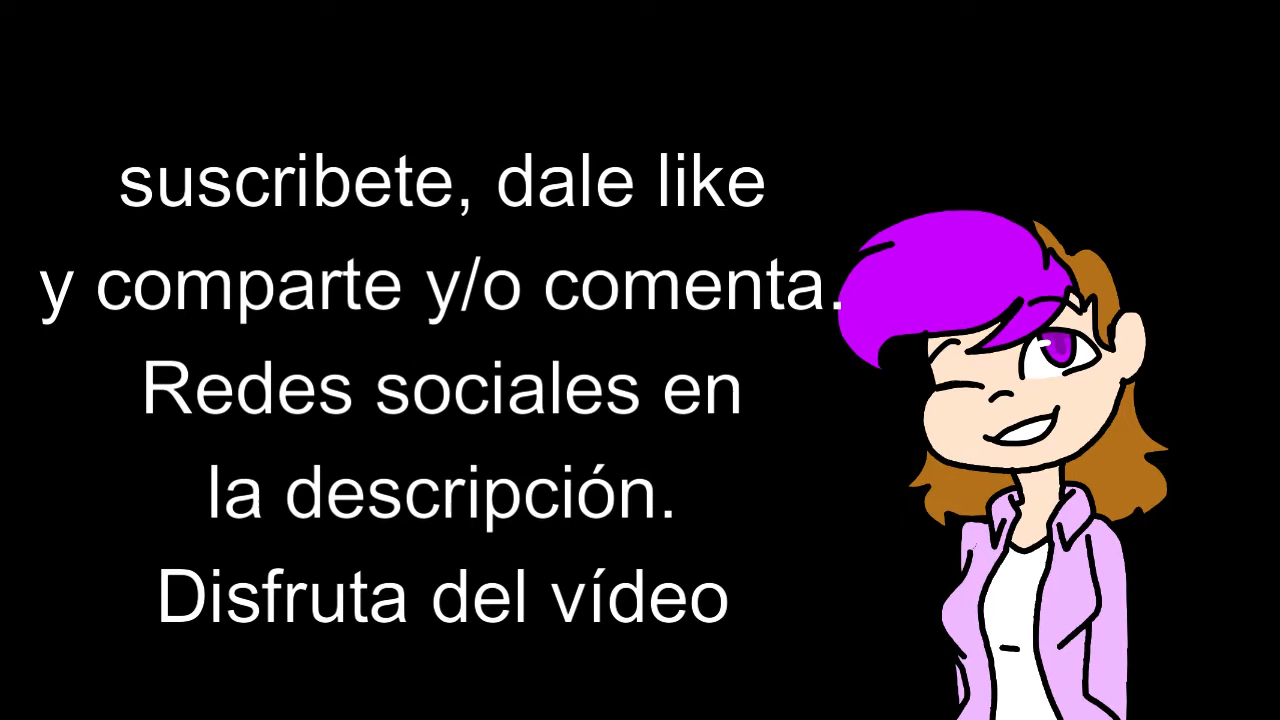 suscribete, dale like
y comparte y/o comenta.
Redes sociales en
la descripción.
Disfruta del vídeo